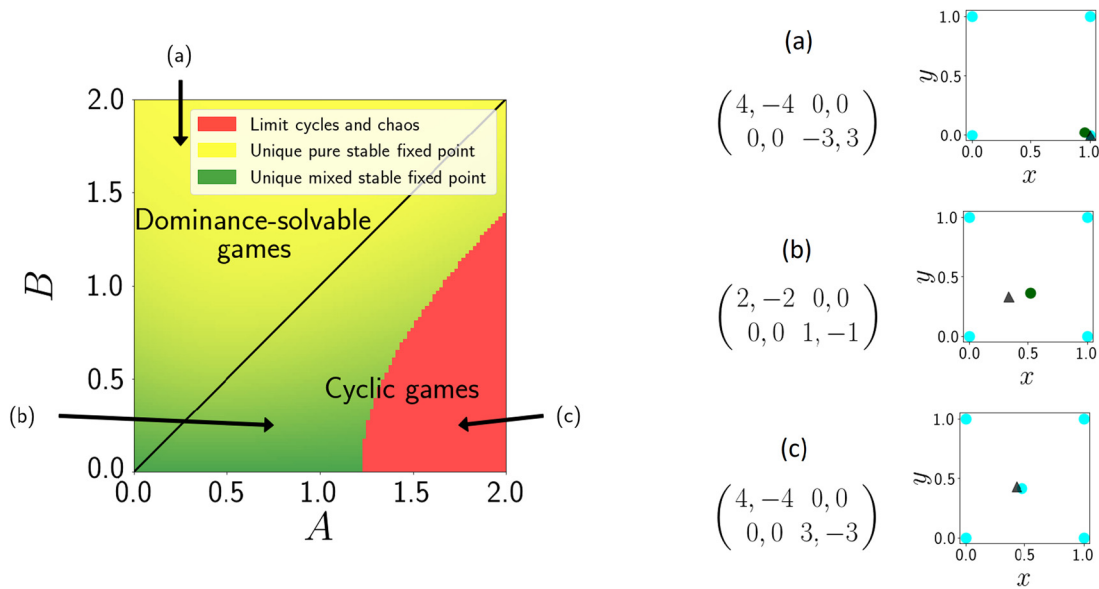 (a)
2.0
Limit cycles and chaos
Unique pure stable fixed point
Unique mixed stable fixed point
1.5
Dominance-solvable
games
B
1.0
0.5
Cyclic games
(b)
(c)
0.0
0.0 0.5 1.0 1.5 2.0
A
(a)
4, −4 0, 0
0, 0 −3, 3
1.0
y
0.5
0.0
0.0 0.5 1.0
x
(b)
2, −2 0, 0
0, 0 1, −1
1.0
y
0.5
0.0
0.0 0.5 1.0
x
(c)
4, −4 0, 0
0, 0 3, −3
1.0
y
0.5
0.0
0.0 0.5 1.0
x